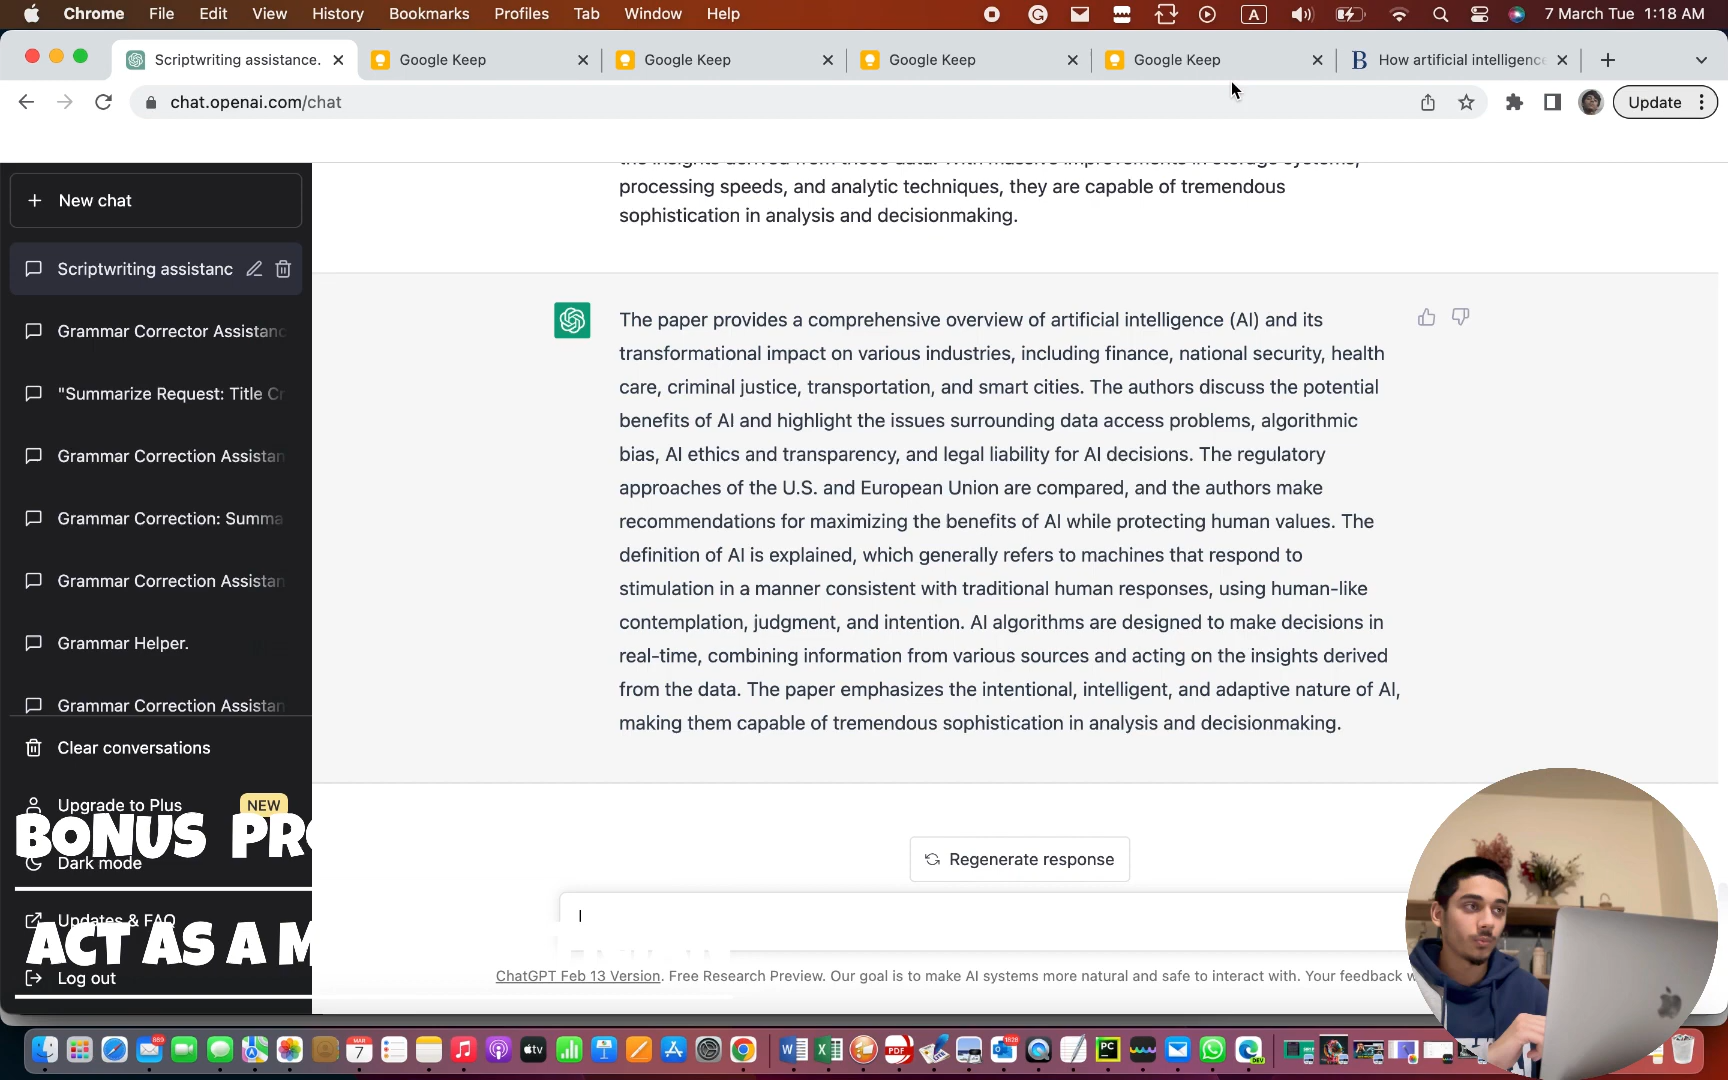 Chrome File Edit View History Bookmarks Profiles Tab Window Help A 7 March Tue 1:18 AM
Scriptwriting assistance. Google Keep Google Keep Google Keep Google Keep How artificial intelligence
chat.openai.com/chat Update
New chat
Scriptwriting assistanc
Grammar Corrector Assistanc
"Summarize Request: Title Cr
Grammar Correction Assistan
Grammar Correction: Summa
Grammar Correction Assistan
Grammar Helper.
Grammar Correction Assistan
Clear conversations
Upgrade to Plus NEW
BONUS PRO
Dark mode
Updates & FAQ
ACT AS A M
Log out
processing speeds, and analytic techniques, they are capable of tremendous
sophistication in analysis and decisionmaking.
The paper provides a comprehensive overview of artificial intelligence (AI) and its
transformational impact on various industries, including finance, national security, health
care, criminal justice, transportation, and smart cities. The authors discuss the potential
benefits of AI and highlight the issues surrounding data access problems, algorithmic
bias, AI ethics and transparency, and legal liability for AI decisions. The regulatory
approaches of the U.S. and European Union are compared, and the authors make
recommendations for maximizing the benefits of AI while protecting human values. The
definition of AI is explained, which generally refers to machines that respond to
stimulation in a manner consistent with traditional human responses, using human-like
contemplation, judgment, and intention. AI algorithms are designed to make decisions in
real-time, combining information from various sources and acting on the insights derived
from the data. The paper emphasizes the intentional, intelligent, and adaptive nature of AI,
making them capable of tremendous sophistication in analysis and decisionmaking.
Regenerate response
ChatGPT Feb 13 Version. Free Research Preview. Our goal is to make AI systems more natural and safe to interact with. Your feedback